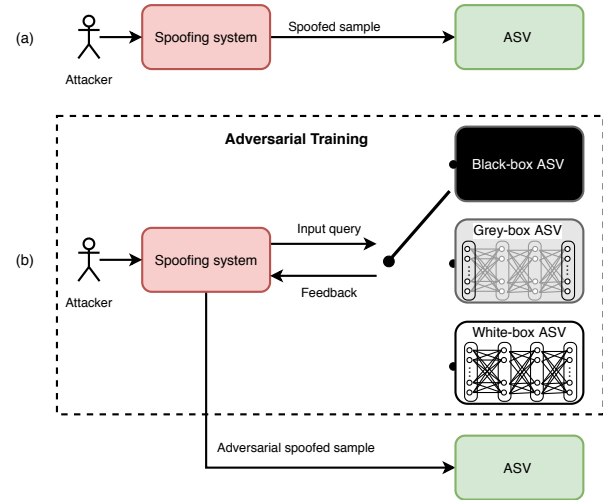 (a)
Attacker
Spoofing system
Spoofed sample
ASV
Adversarial Training
Black-box ASV
(b)
Attacker
Spoofing system
Input query
Feedback
Grey-box ASV
White-box ASV
Adversarial spoofed sample
ASV